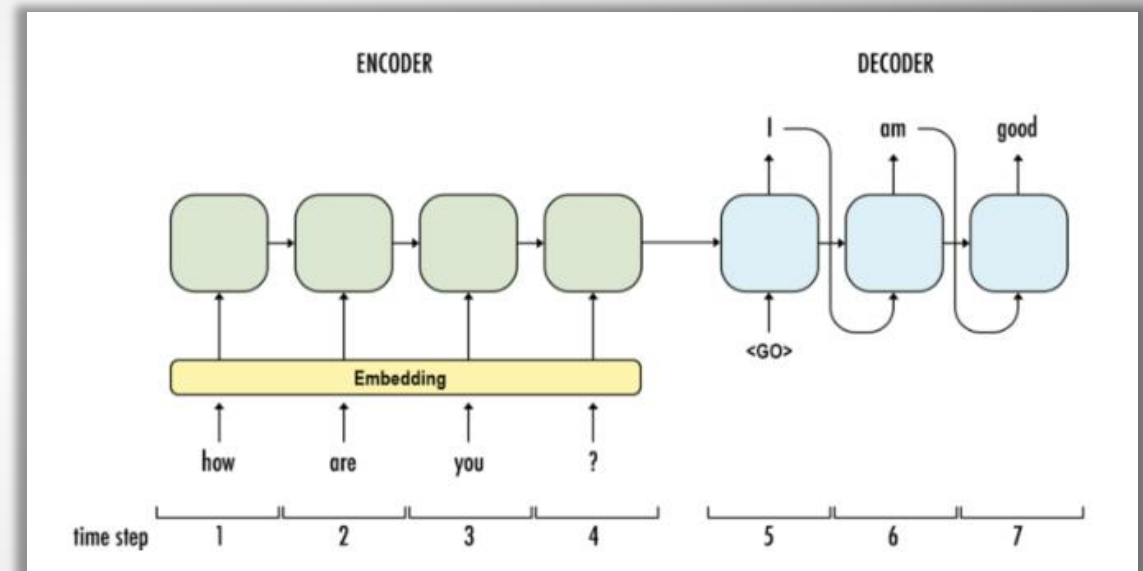 ENCODER DECODER
I am good
<GO>
Embedding
how are you ?
time step 1 2 3 4 5 6 7